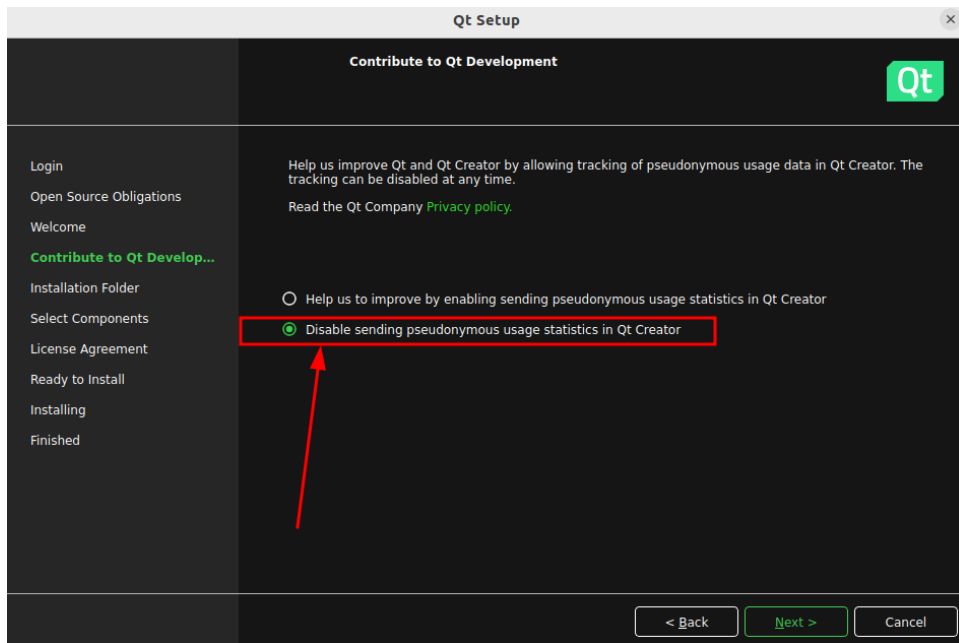 Qt Setup
Contribute to Qt Development
Qt
Login
Open Source Obligations
Welcome
Contribute to Qt Develop...
Installation Folder
Select Components
License Agreement
Ready to Install
Installing
Finished
Help us improve Qt and Qt Creator by allowing tracking of pseudonymous usage data in Qt Creator. The
tracking can be disabled at any time.
Read the Qt Company Privacy policy.
Help us to improve by enabling sending pseudonymous usage statistics in Qt Creator
Disable sending pseudonymous usage statistics in Qt Creator
< Back
Next >
Cancel